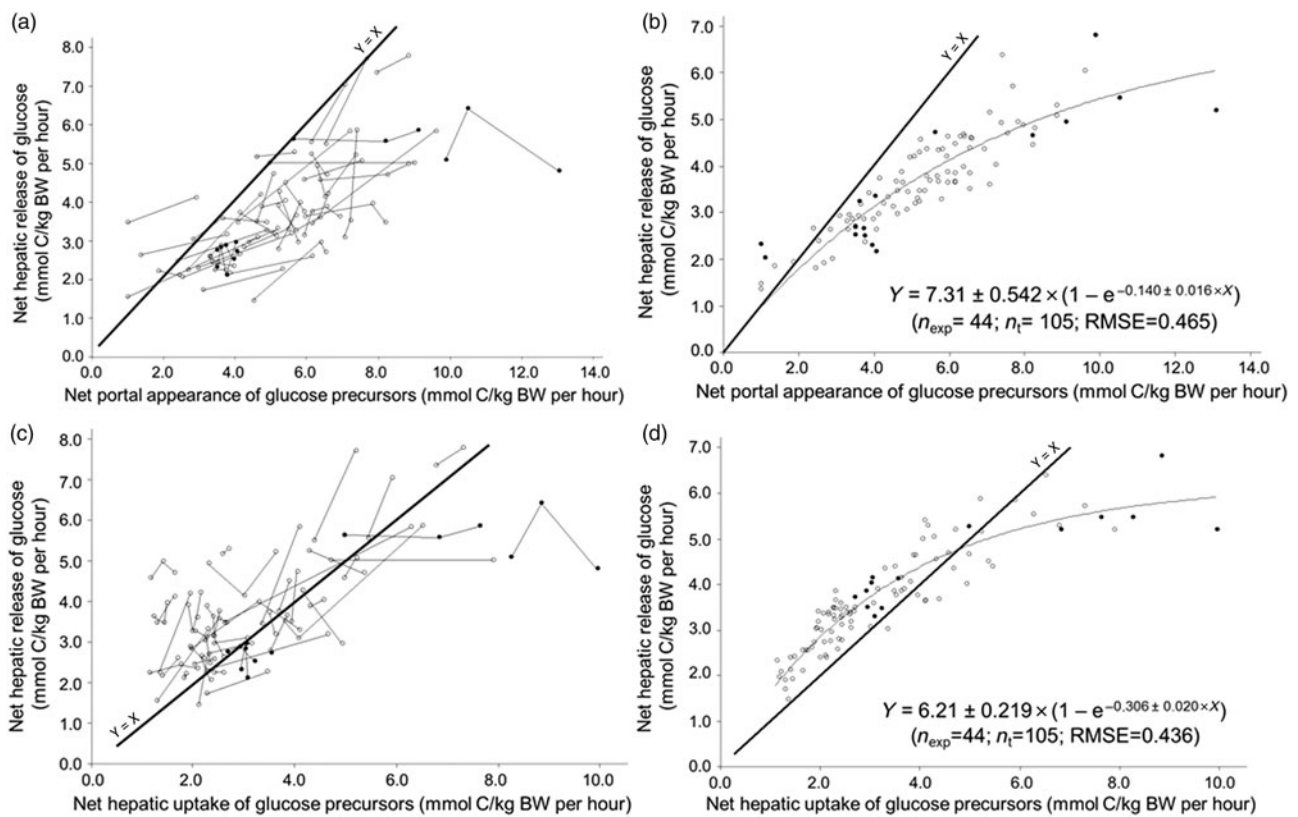 (a)
8.0
7.0
6.0
5.0
4.0
3.0
2.0
1.0
0.0
Net hepatic release of glucose
(mmol C/kg BW per hour)
Y = X
0.0 2.0 4.0 6.0 8.0 10.0 12.0 14.0
Net portal appearance of glucose precursors (mmol C/kg BW per hour)
(b)
7.0
6.0
5.0
4.0
3.0
2.0
1.0
0.0
Net hepatic release of glucose
(mmol C/kg BW per hour)
Y = X
Y = 7.31 ± 0.542 × (1 – e^–0.140 ± 0.016 × X)
(nexp= 44; nt= 105; RMSE=0.465)
0.0 2.0 4.0 6.0 8.0 10.0 12.0 14.0
Net portal appearance of glucose precursors (mmol C/kg BW per hour)
(c)
8.0
7.0
6.0
5.0
4.0
3.0
2.0
1.0
0.0
Net hepatic release of glucose
(mmol C/kg BW per hour)
Y = X
0.0 2.0 4.0 6.0 8.0 10.0
Net hepatic uptake of glucose precursors (mmol C/kg BW per hour)
(d)
7.0
6.0
5.0
4.0
3.0
2.0
1.0
0.0
Net hepatic release of glucose
(mmol C/kg BW per hour)
Y = X
Y = 6.21 ± 0.219 × (1 – e^–0.306 ± 0.020 × X)
(nexp=44; nt=105; RMSE=0.436)
0.0 2.0 4.0 6.0 8.0 10.0
Net hepatic uptake of glucose precursors (mmol C/kg BW per hour)